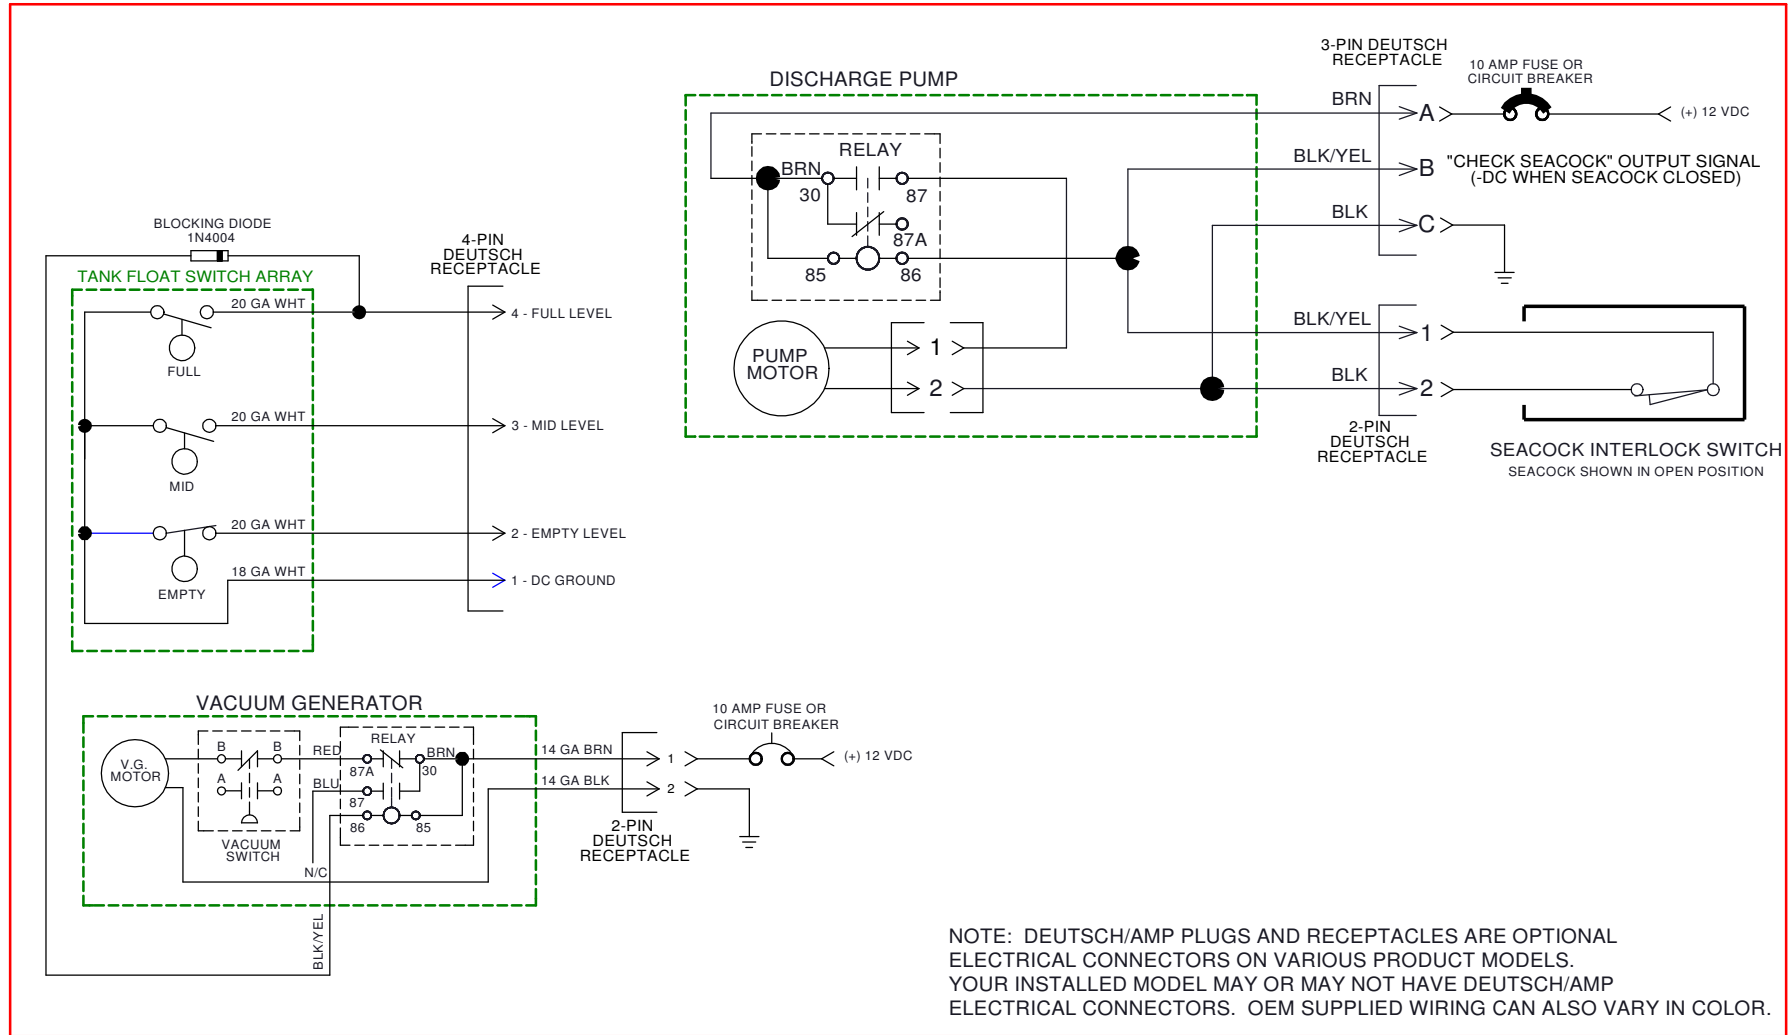 DISCHARGE PUMP
3-PIN DEUTSCH
RECEPTACLE
10 AMP FUSE OR
CIRCUIT BREAKER
BRN
A
(+) 12 VDC
RELAY
BRN
30
87
87A
85
86
BLK/YEL
B
"CHECK SEACOCK" OUTPUT SIGNAL
(-DC WHEN SEACOCK CLOSED)
BLK
C
PUMP
MOTOR
1
2
BLK/YEL
1
BLK
2
2-PIN
DEUTSCH
RECEPTACLE
SEACOCK INTERLOCK SWITCH
SEACOCK SHOWN IN OPEN POSITION
BLOCKING DIODE
1N4004
TANK FLOAT SWITCH ARRAY
4-PIN
DEUTSCH
RECEPTACLE
20 GA WHT
4 - FULL LEVEL
FULL
20 GA WHT
3 - MID LEVEL
MID
20 GA WHT
2 - EMPTY LEVEL
18 GA WHT
1 - DC GROUND
EMPTY
VACUUM GENERATOR
V.G.
MOTOR
B
B
A
A
VACUUM
SWITCH
RED
BLU
N/C
RELAY
BRN
87A
30
87
86
85
BLK/YEL
14 GA BRN
14 GA BLK
1
2
2-PIN
DEUTSCH
RECEPTACLE
10 AMP FUSE OR
CIRCUIT BREAKER
(+) 12 VDC
NOTE: DEUTSCH/AMP PLUGS AND RECEPTACLES ARE OPTIONAL
ELECTRICAL CONNECTORS ON VARIOUS PRODUCT MODELS.
YOUR INSTALLED MODEL MAY OR MAY NOT HAVE DEUTSCH/AMP
ELECTRICAL CONNECTORS. OEM SUPPLIED WIRING CAN ALSO VARY IN COLOR.